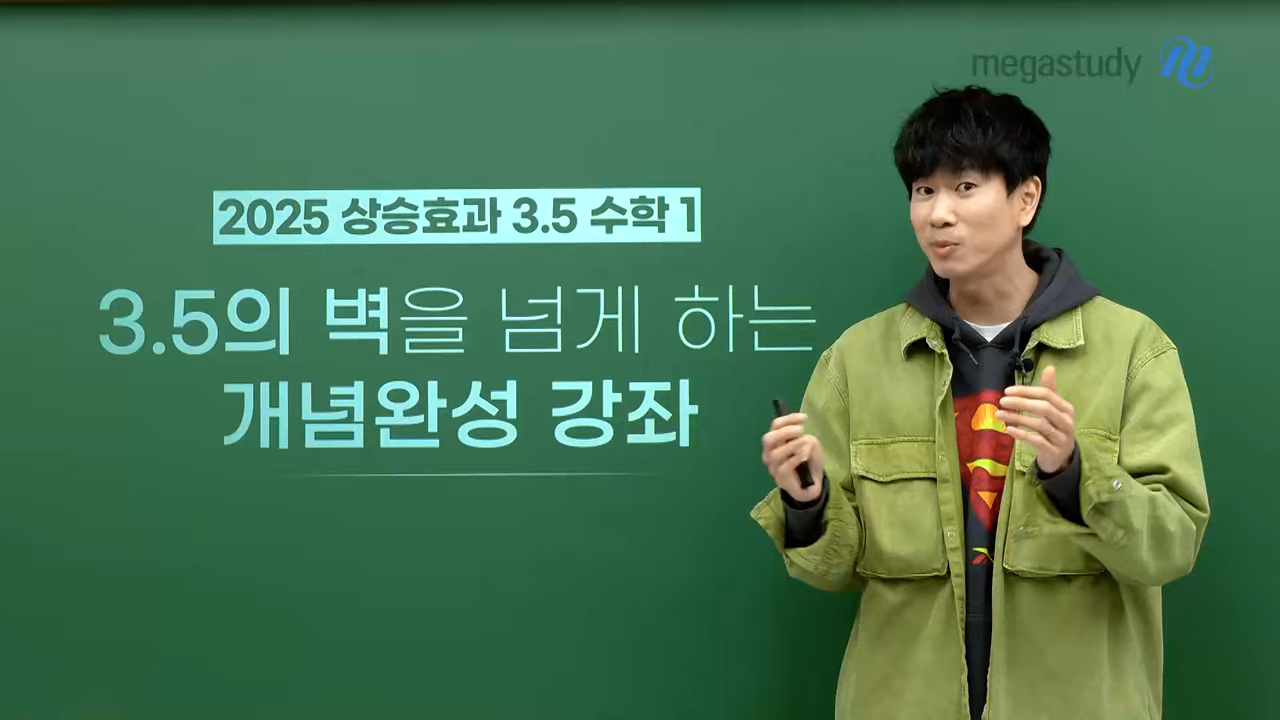 megastudy
2025 상승효과 3.5 수학 1
3.5의 벽을 넘게 하는
개념완성 강좌